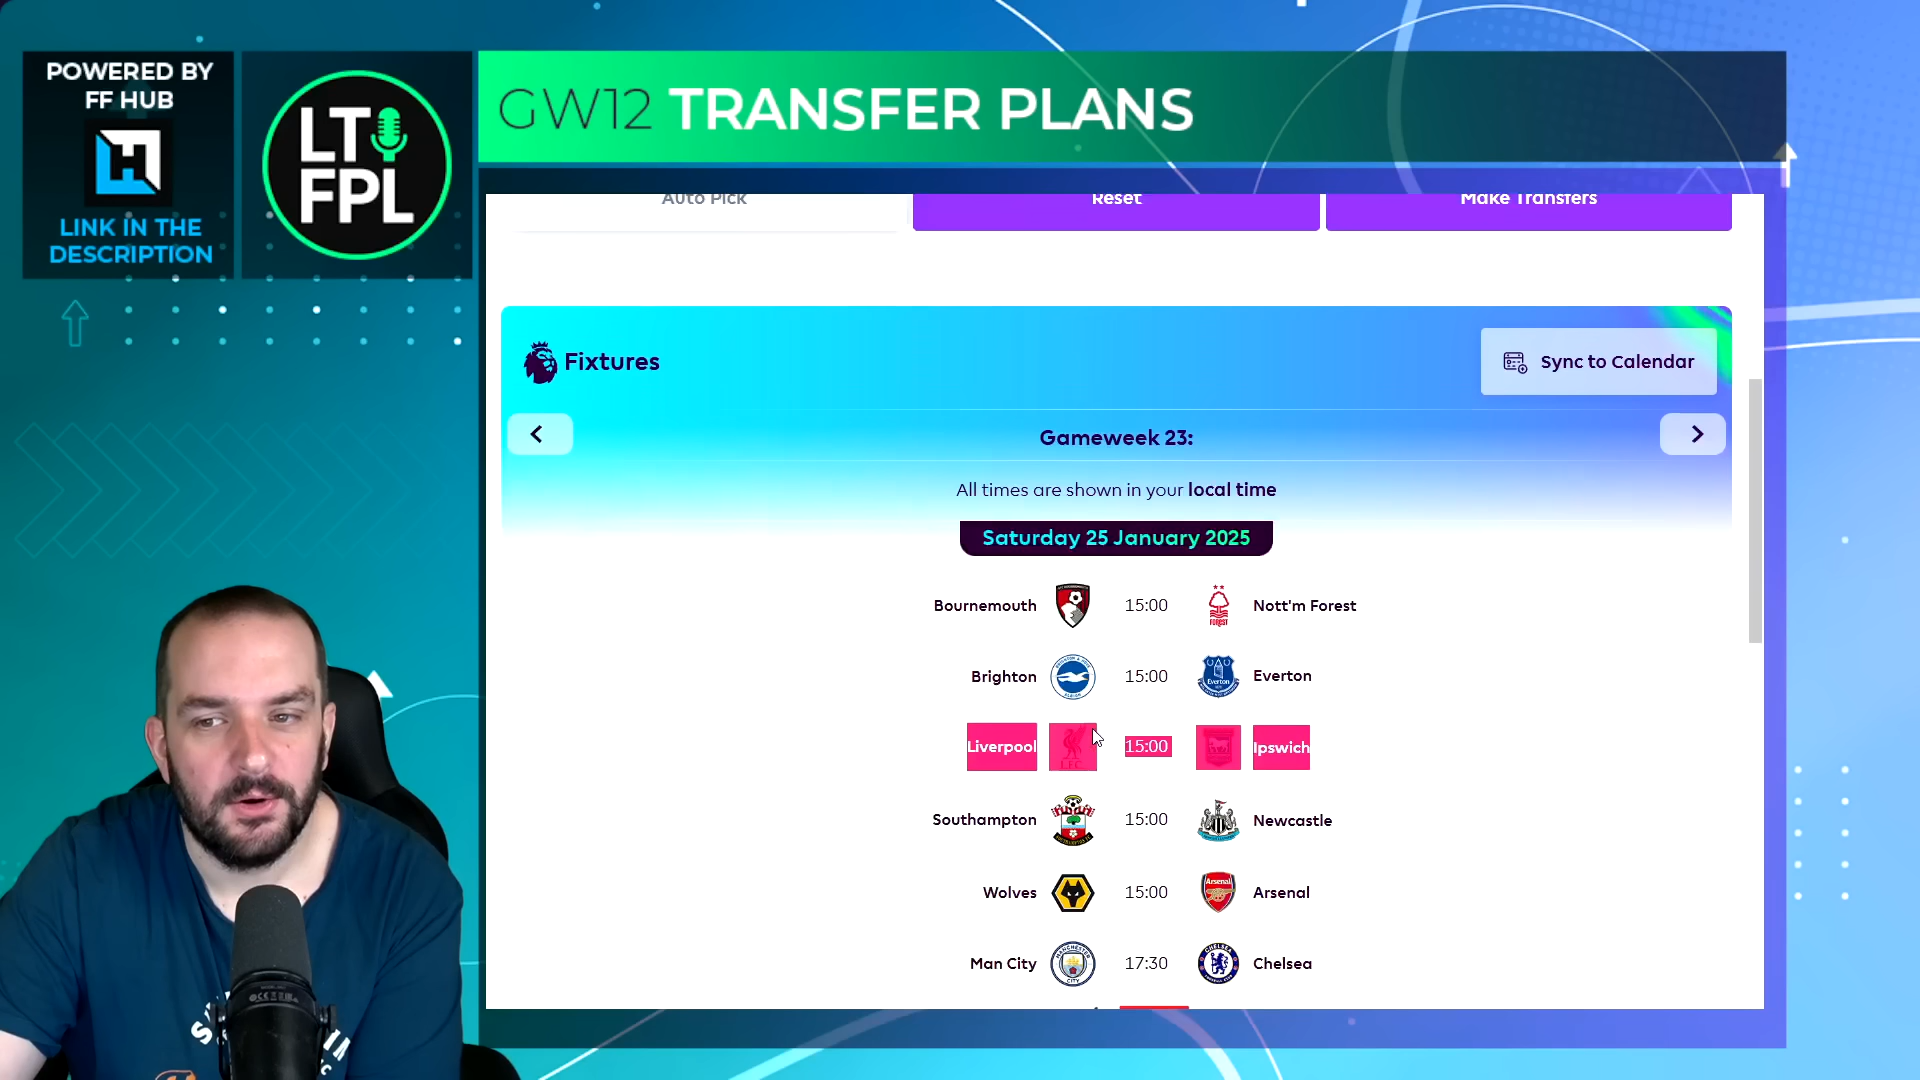 POWERED BY
FF HUB
LINK IN THE
DESCRIPTION
LT
FPL
GW12 TRANSFER PLANS
Auto Pick
Reset
Make Transfers
Fixtures
Sync to Calendar
Gameweek 23:
All times are shown in your local time
Saturday 25 January 2025
Bournemouth 15:00 Nott'm Forest
Brighton 15:00 Everton
Liverpool 15:00 Ipswich
Southampton 15:00 Newcastle
Wolves 15:00 Arsenal
Man City 17:30 Chelsea